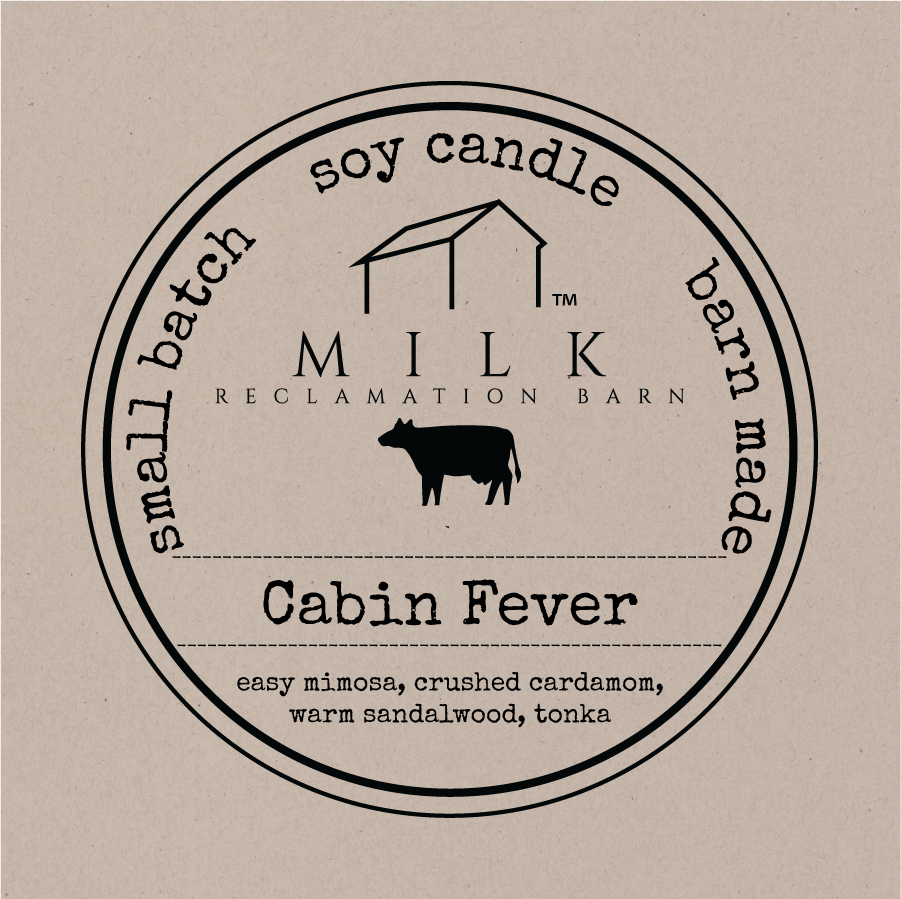 small batch
soy candle
barn made
TM
MILK
RECLAMATION BARN
Cabin Fever
easy mimosa, crushed cardamom,
warm sandalwood, tonka